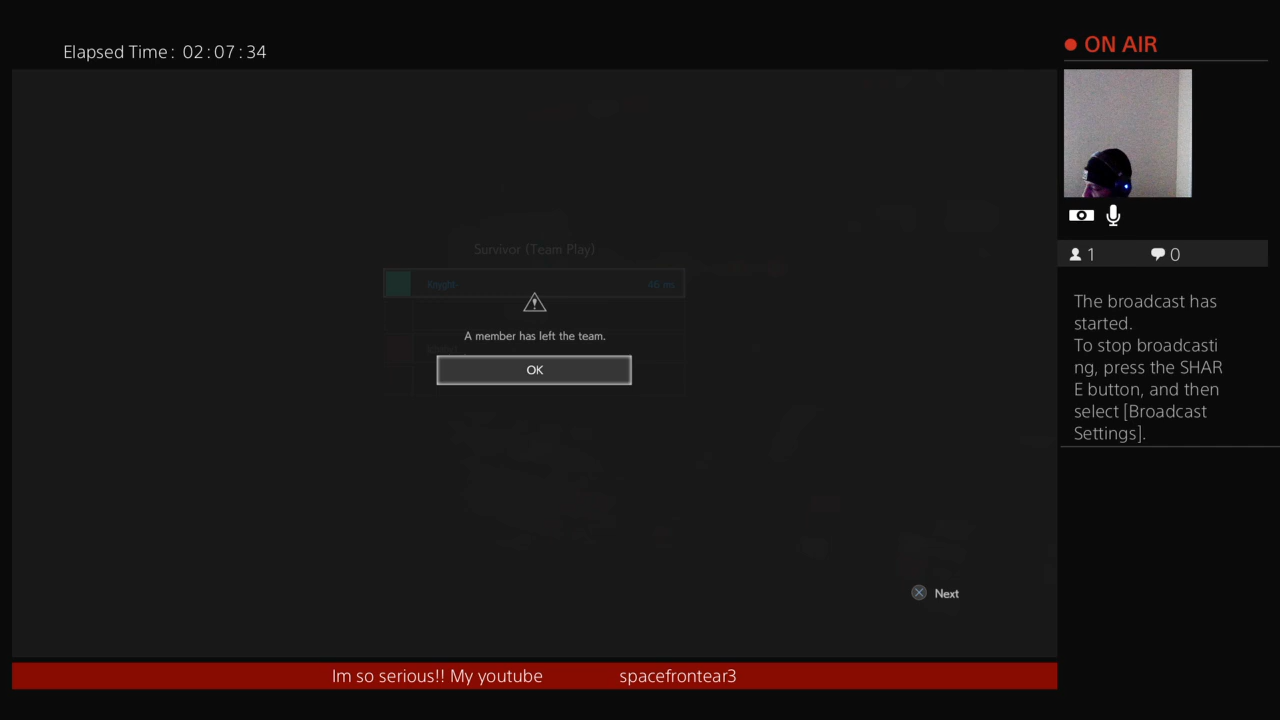 Elapsed Time: 02:07:34
ON AIR
1 0
The broadcast has
started.
To stop broadcasti
ng, press the SHAR
E button, and then
select [Broadcast
Settings].
Survivor (Team Play)
46 ms
A member has left the team.
OK
Next
Im so serious!! My youtube spacefrontear3